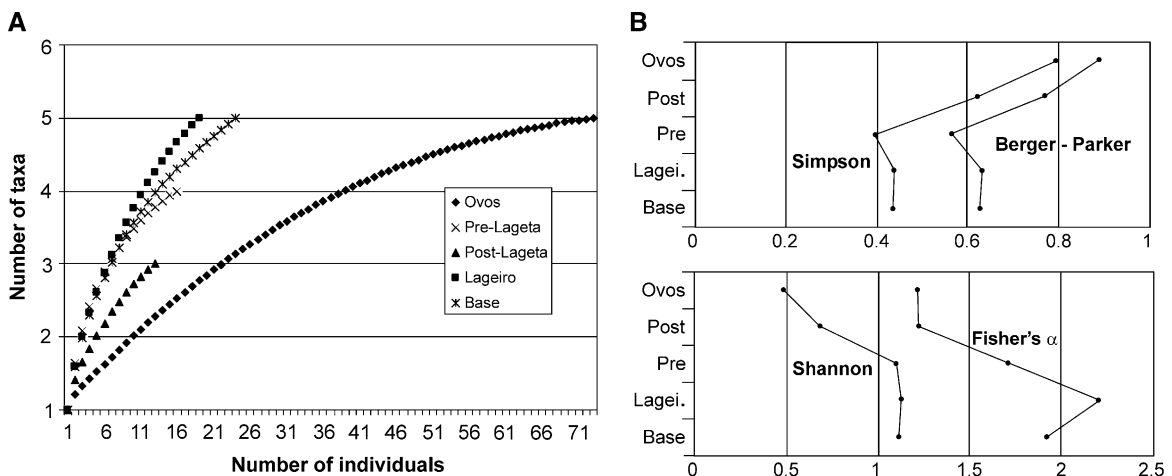 A
B
6
5
4
3
2
1
Number of taxa
1 6 11 16 21 26 31 36 41 46 51 56 61 66 71
Number of individuals
Ovos
Pre-Lageta
Post-Lageta
Lageiro
Base
Ovos
Post
Pre
Lagei.
Base
Simpson
Berger - Parker
0 0.2 0.4 0.6 0.8 1
Ovos
Post
Pre
Lagei.
Base
Shannon
Fisher's α
0 0.5 1 1.5 2 2.5